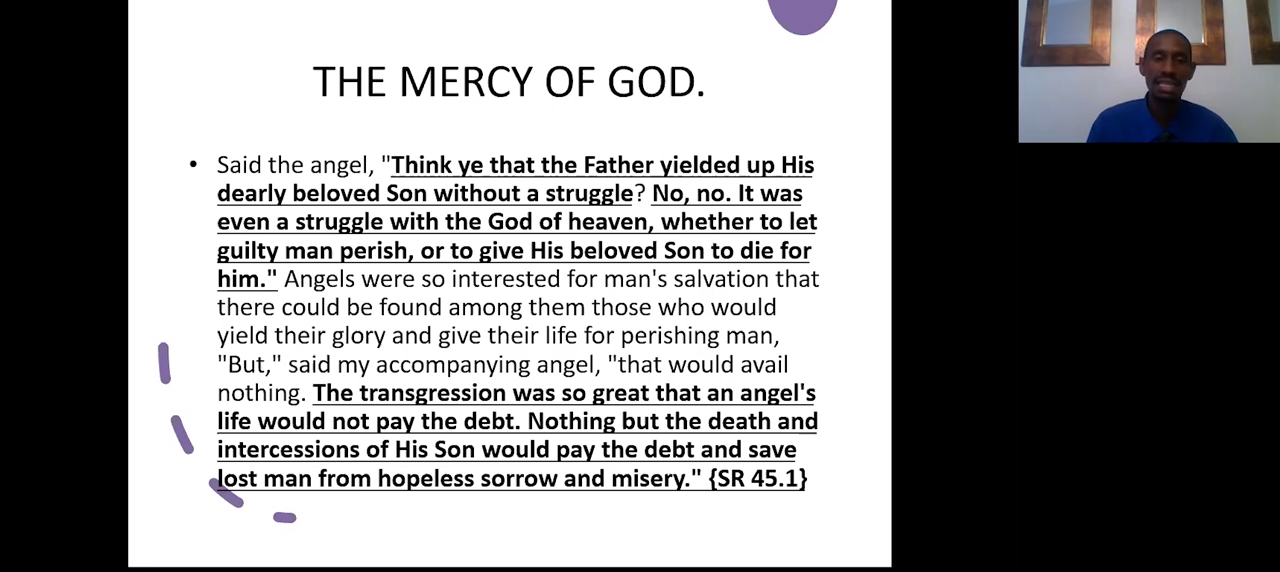 THE MERCY OF GOD.
• Said the angel, "Think ye that the Father yielded up His
dearly beloved Son without a struggle? No, no. It was
even a struggle with the God of heaven, whether to let
guilty man perish, or to give His beloved Son to die for
him." Angels were so interested for man's salvation that
there could be found among them those who would
yield their glory and give their life for perishing man,
"But," said my accompanying angel, "that would avail
nothing. The transgression was so great that an angel's
life would not pay the debt. Nothing but the death and
intercessions of His Son would pay the debt and save
lost man from hopeless sorrow and misery." {SR 45.1}